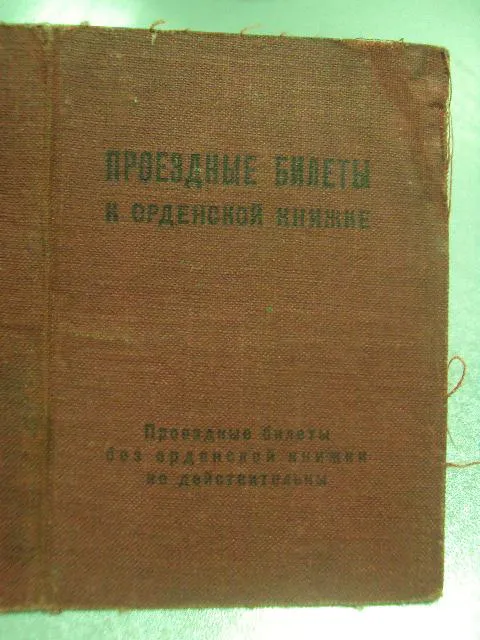 ПРОЕЗДНЫЕ БИЛЕТЫ
К ОРДЕНСКОЙ КНИЖКЕ
Проездные билеты
без орденской книжки
не действительны